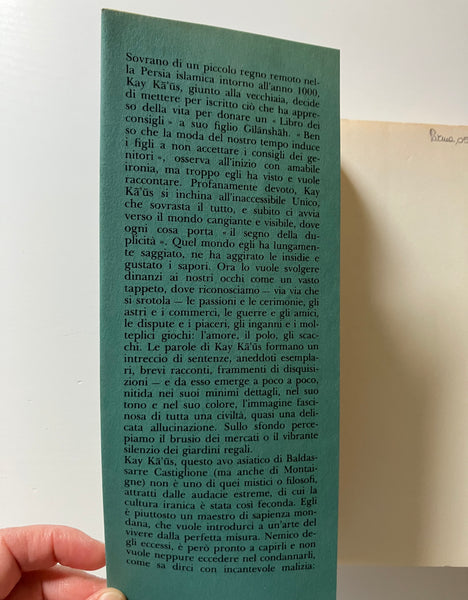 Sovrano di un piccolo regno remoto nel-
la Persia islamica intorno all'anno 1000,
Kay Kā'ūs, giunto alla vecchiaia, decide
di mettere per iscritto ciò che ha appre-
so della vita per donare un « Libro dei
consigli » a suo figlio Gīlānshāh. « Ben
so che la moda del nostro tempo induce
i figli a non accettare i consigli dei ge-
nitori », osserva all'inizio con amabile
ironia, ma troppo egli ha visto e vuole
raccontare. Profanamente devoto, Kay
Kā'ūs si inchina all'inaccessibile Unico,
che sovrasta il tutto, e subito ci avvia
verso il mondo cangiante e visibile, dove
ogni cosa porta « il segno della du-
plicità ». Quel mondo egli ha lungamen-
te saggiato, ne ha aggirato le insidie e
gustato i sapori. Ora lo vuole svolgere
dinanzi ai nostri occhi come un vasto
tappeto, dove riconosciamo — via via che
si srotola — le passioni e le cerimonie, gli
astri e i commerci, le guerre e gli amici,
le dispute e i piaceri, gli inganni e i mol-
teplici giochi: l'amore, il polo, gli scac-
chi. Le parole di Kay Kā'ūs formano un
intreccio di sentenze, aneddoti esempla-
ri, brevi racconti, frammenti di disquisi-
zioni — e da esso emerge a poco a poco,
nitida nei suoi minimi dettagli, nel suo
tono e nel suo colore, l'immagine fasci-
nosa di tutta una civiltà, quasi una deli-
cata allucinazione. Sullo sfondo perce-
piamo il brusio dei mercati o il vibrante
silenzio dei giardini regali.
Kay Kā'ūs, questo avo asiatico di Baldas-
sarre Castiglione (ma anche di Montai-
gne) non è uno di quei mistici o filosofi,
attratti dalle audacie estreme, di cui la
cultura iranica è stata così feconda. Egli
è piuttosto un maestro di sapienza mon-
dana, che vuole introdurci a un'arte del
vivere dalla perfetta misura. Nemico de-
gli eccessi, è però pronto a capirli e non
vuole neppure eccedere nel condannarli,
come sa dirci con incantevole malizia: